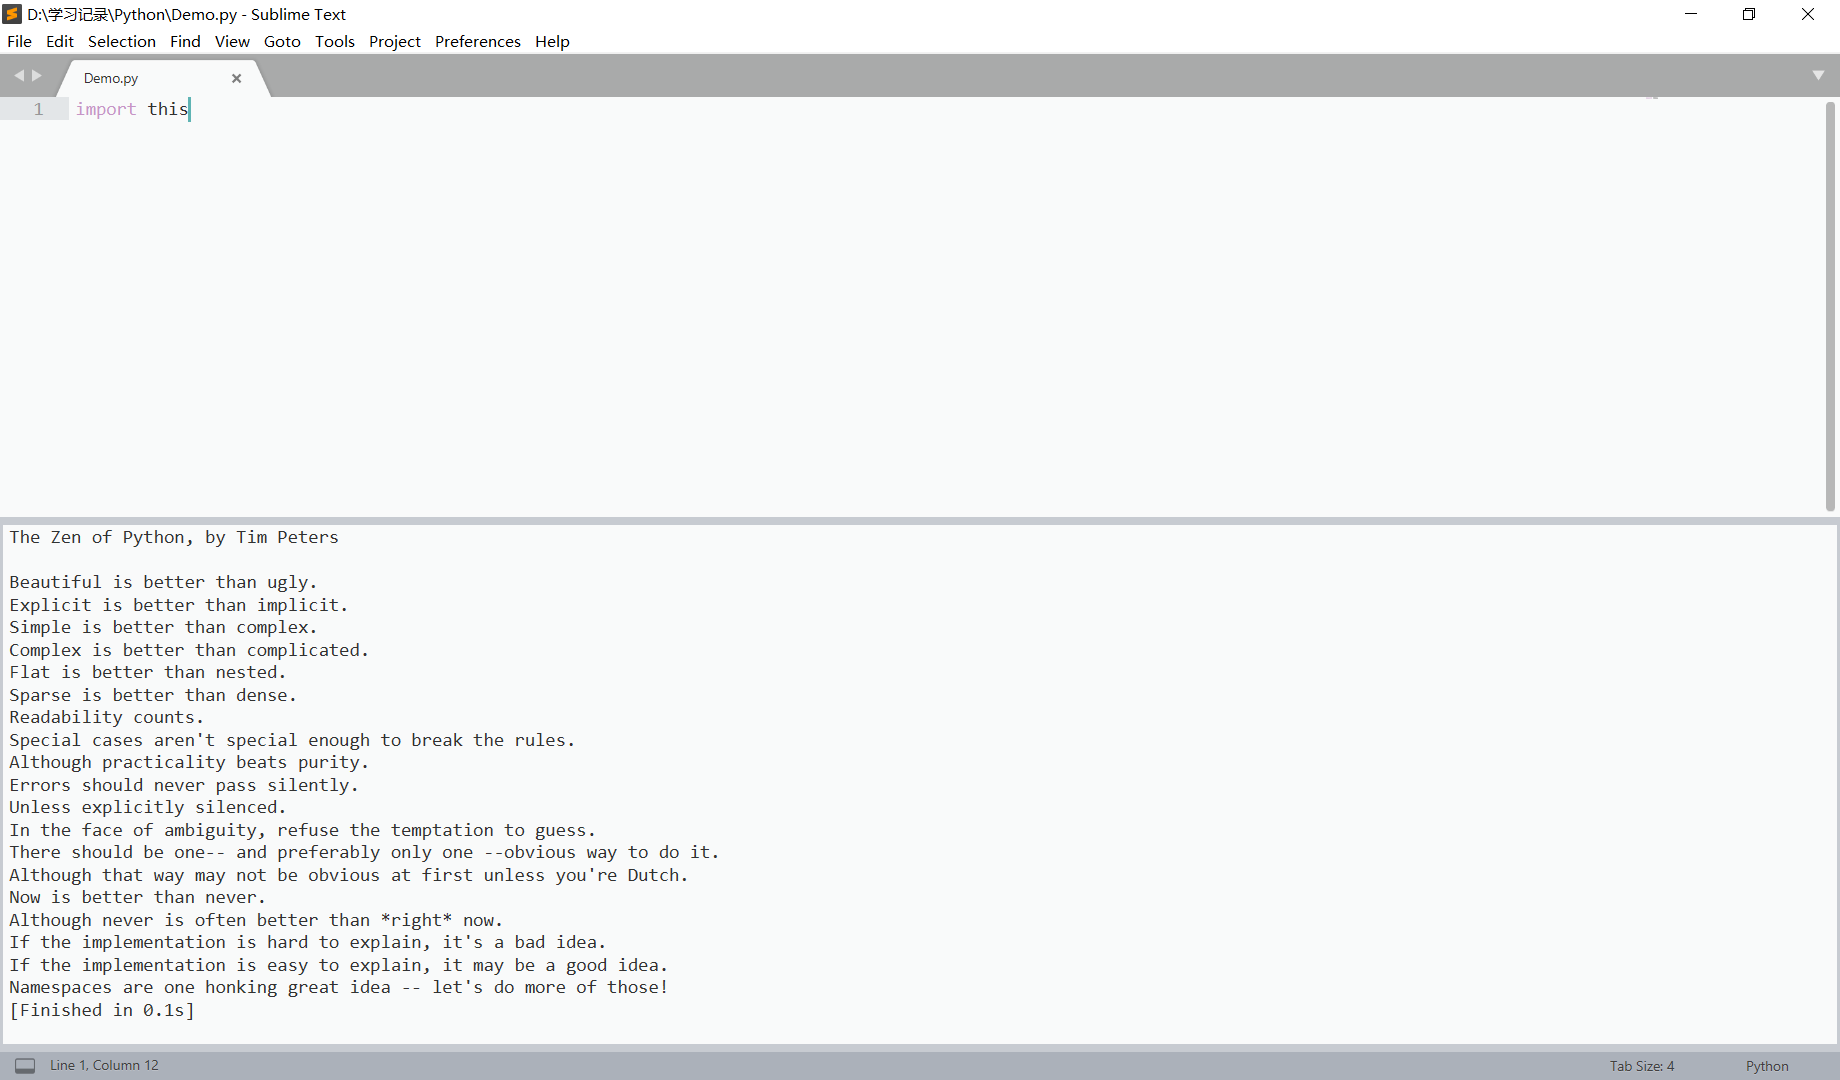 D:\学习记录\Python\Demo.py - Sublime Text
File Edit Selection Find View Goto Tools Project Preferences Help
Demo.py
1 import this
The Zen of Python, by Tim Peters
Beautiful is better than ugly.
Explicit is better than implicit.
Simple is better than complex.
Complex is better than complicated.
Flat is better than nested.
Sparse is better than dense.
Readability counts.
Special cases aren't special enough to break the rules.
Although practicality beats purity.
Errors should never pass silently.
Unless explicitly silenced.
In the face of ambiguity, refuse the temptation to guess.
There should be one-- and preferably only one --obvious way to do it.
Although that way may not be obvious at first unless you're Dutch.
Now is better than never.
Although never is often better than *right* now.
If the implementation is hard to explain, it's a bad idea.
If the implementation is easy to explain, it may be a good idea.
Namespaces are one honking great idea -- let's do more of those!
[Finished in 0.1s]
Line 1, Column 12 Tab Size: 4 Python